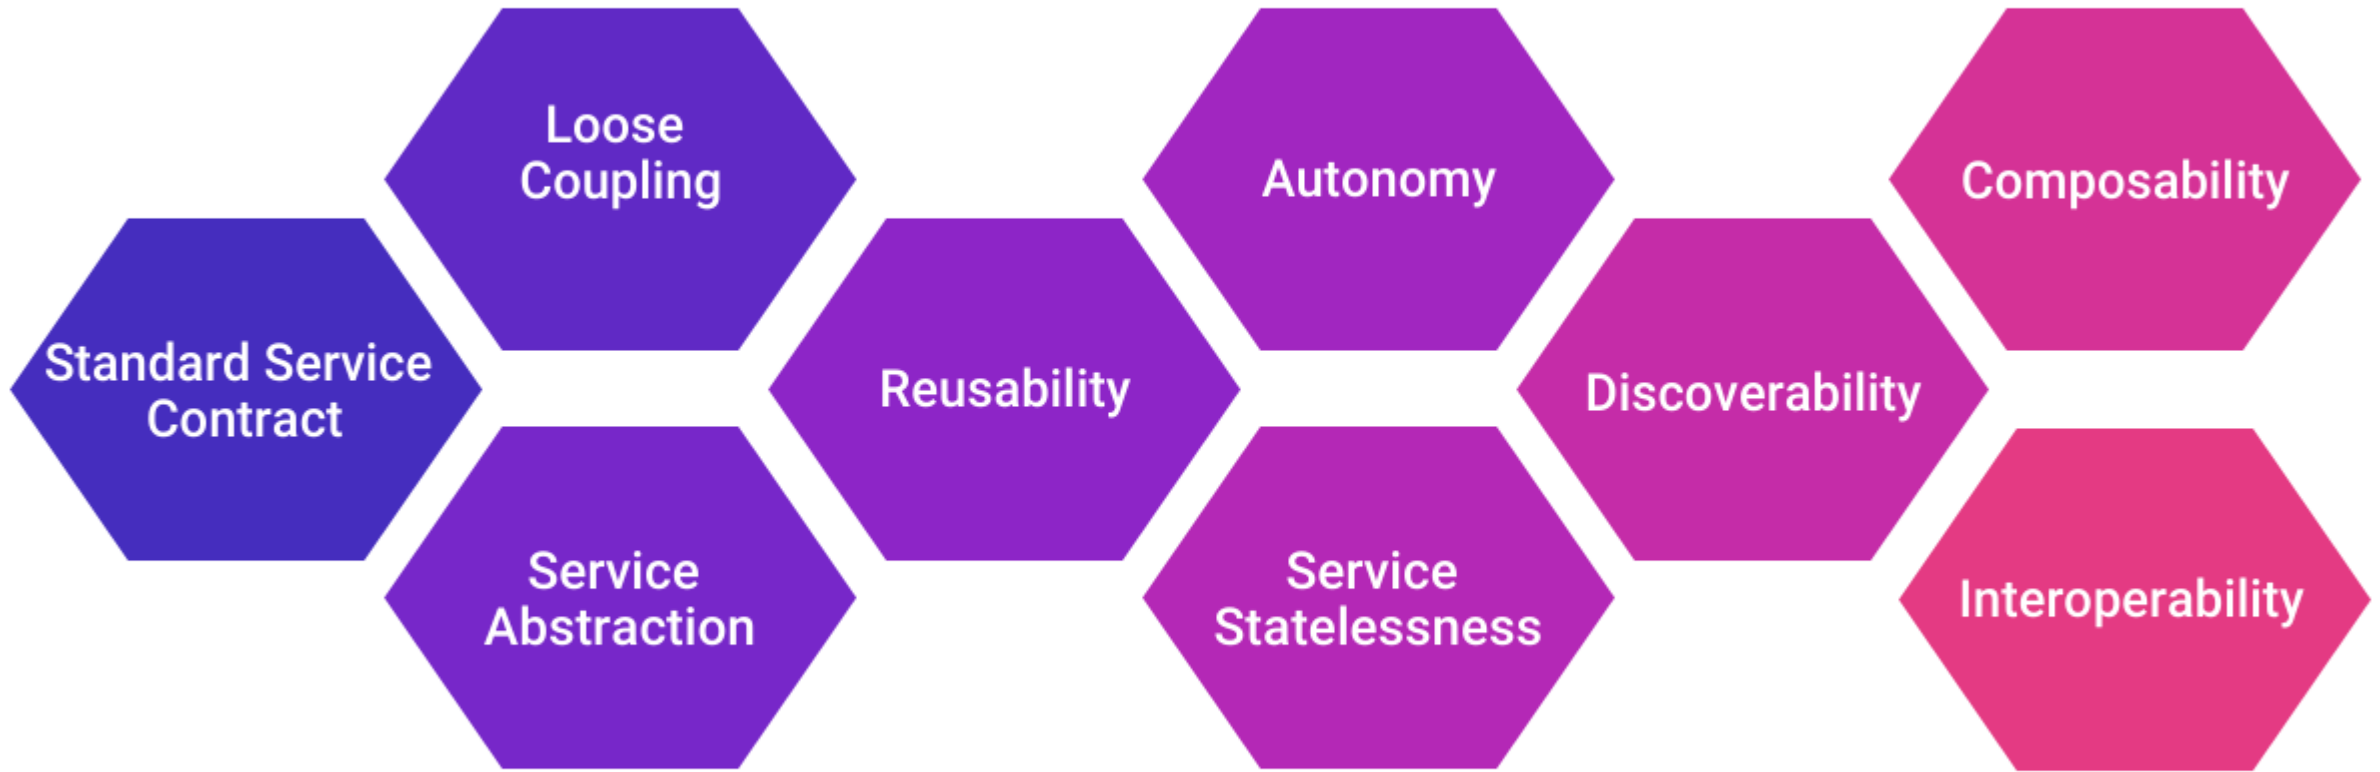 Standard Service
Contract
Loose
Coupling
Service
Abstraction
Reusability
Autonomy
Service
Statelessness
Discoverability
Composability
Interoperability